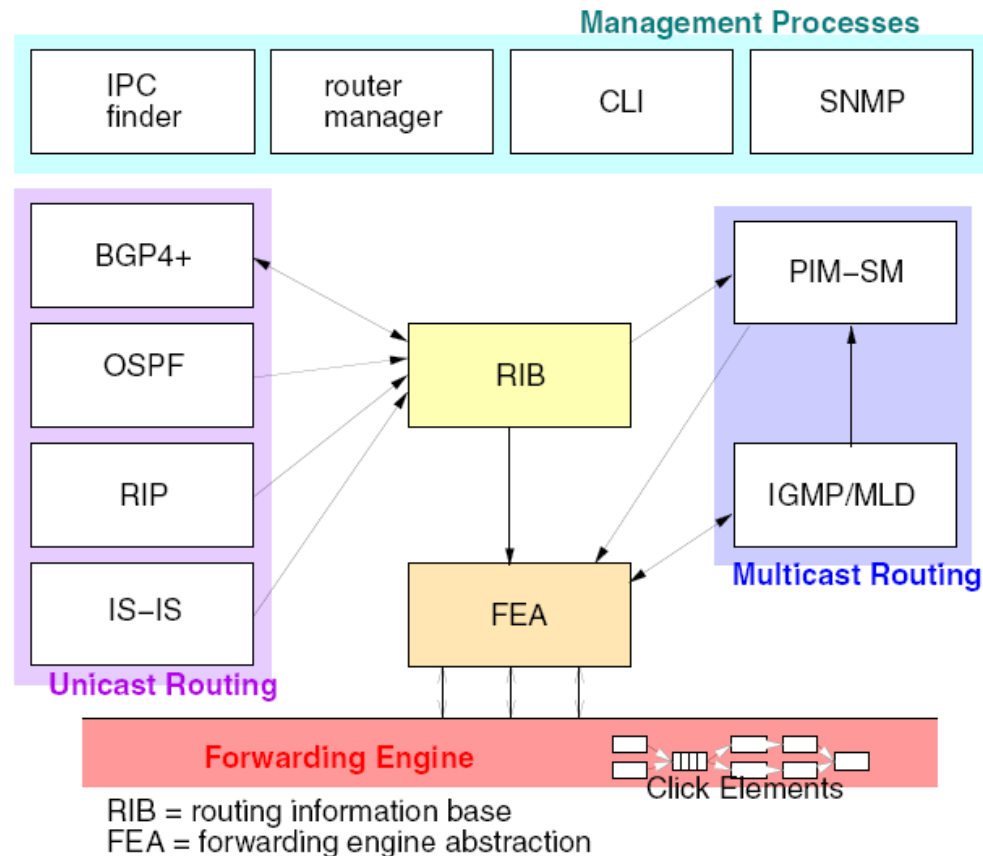 Management Processes
IPC
finder
router
manager
CLI
SNMP
BGP4+
OSPF
RIP
IS–IS
Unicast Routing
RIB
FEA
PIM–SM
IGMP/MLD
Multicast Routing
Forwarding Engine
Click Elements
RIB = routing information base
FEA = forwarding engine abstraction